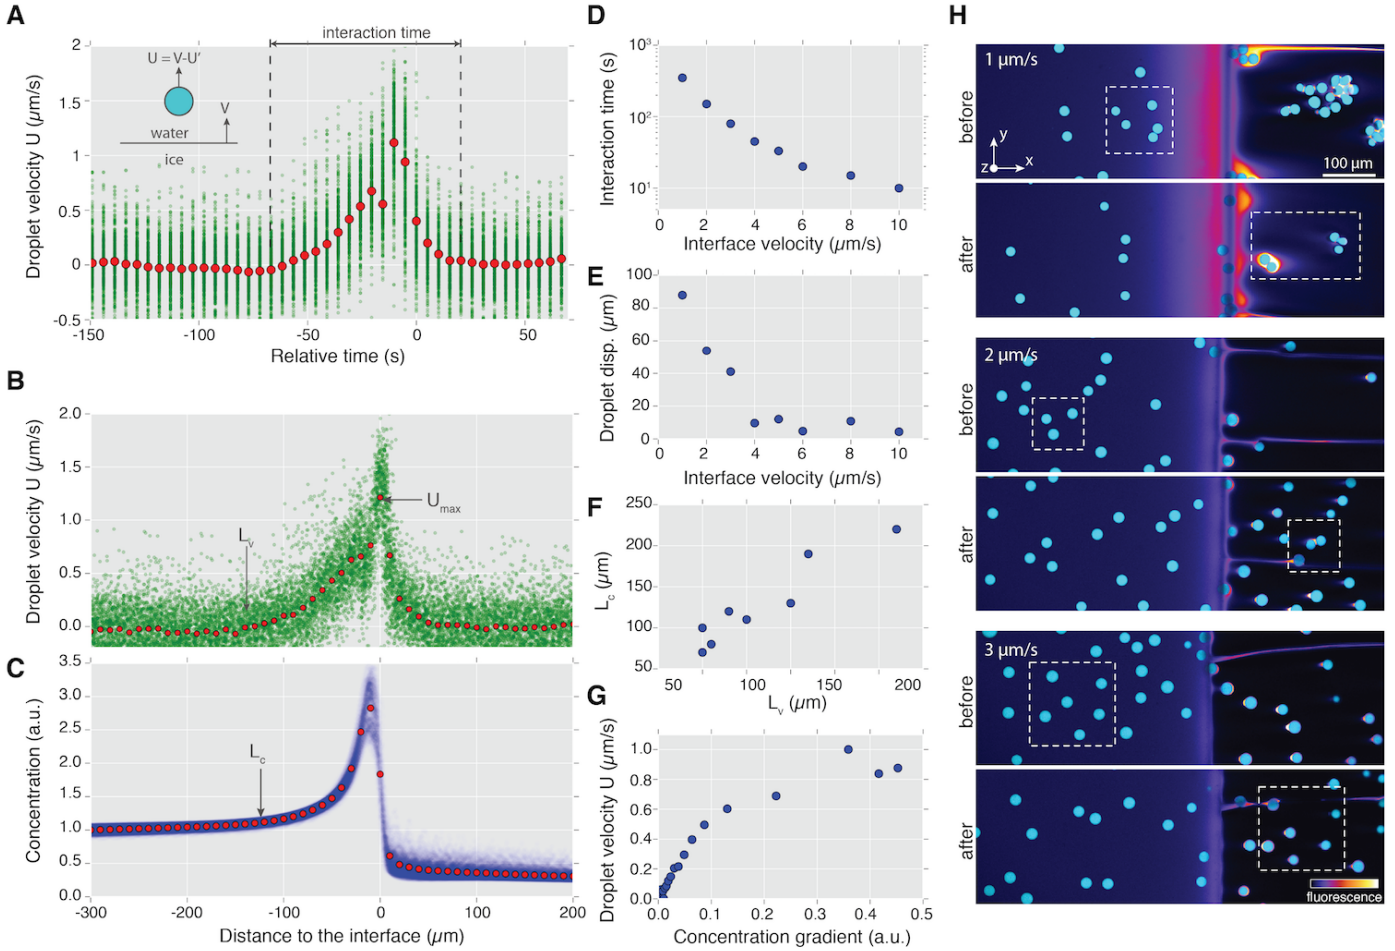 A
interaction time
2
1.5
1
0.5
0
-0.5
Droplet velocity U (µm/s)
U = V-U'
V
water
ice
-150
-100
-50
0
50
Relative time (s)
B
2.0
1.5
1.0
0.5
0.0
Droplet velocity U (µm/s)
Lv
Umax
C
3.5
3.0
2.5
2.0
1.5
1.0
0.5
0.0
Concentration (a.u.)
Lc
-300
-200
-100
0
100
200
Distance to the interface (µm)
D
10³
10²
10¹
Interaction time (s)
0
2
4
6
8
10
Interface velocity (µm/s)
E
100
80
60
40
20
0
Droplet disp. (µm)
0
2
4
6
8
10
Interface velocity (µm/s)
F
250
200
150
100
50
Lc (µm)
50
100
150
200
Lv (µm)
G
1.0
0.8
0.6
0.4
0.2
0.0
Droplet velocity U (µm/s)
0.0
0.1
0.2
0.3
0.4
0.5
Concentration gradient (a.u.)
H
1 µm/s
before
y
z
x
100 µm
after
2 µm/s
before
after
3 µm/s
before
after
fluorescence